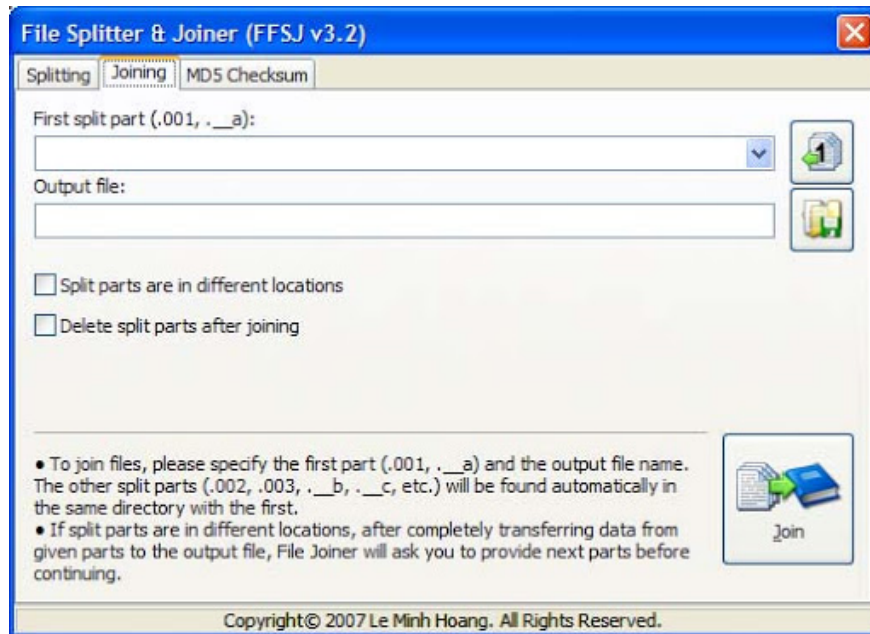 File Splitter & Joiner (FFSJ v3.2)
Splitting Joining MD5 Checksum
First split part (.001, .__a):
1
Output file:
Split parts are in different locations
Delete split parts after joining
• To join files, please specify the first part (.001, .__a) and the output file name.
The other split parts (.002, .003, .__b, .__c, etc.) will be found automatically in
the same directory with the first.
• If split parts are in different locations, after completely transferring data from
given parts to the output file, File Joiner will ask you to provide next parts before
continuing.
Join
Copyright© 2007 Le Minh Hoang. All Rights Reserved.